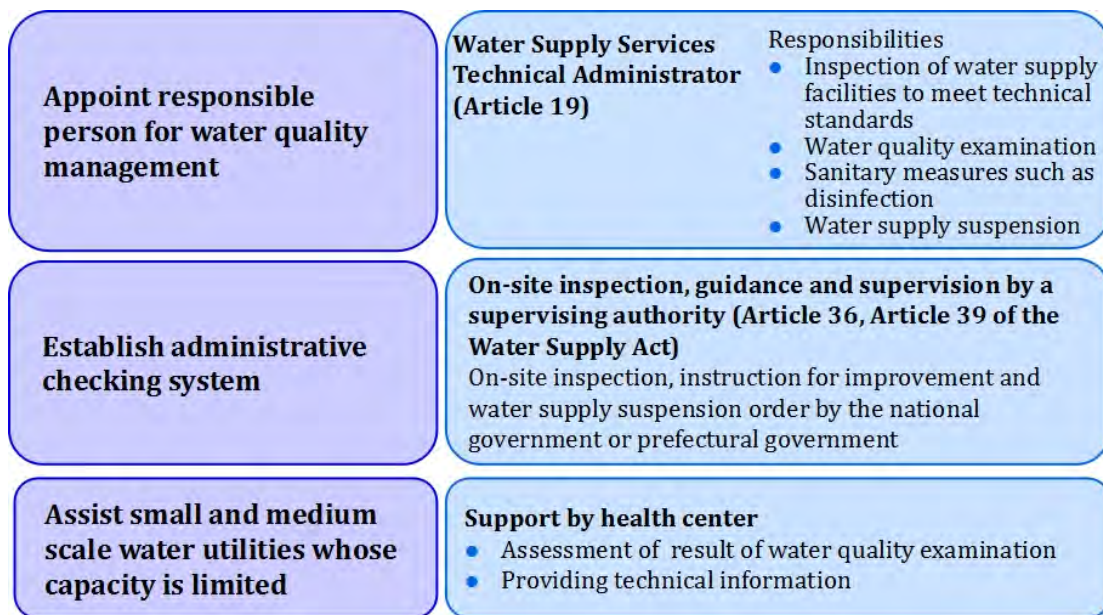 Appoint responsible
person for water quality
management
Water Supply Services
Technical Administrator
(Article 19)
Responsibilities
● Inspection of water supply
facilities to meet technical
standards
● Water quality examination
● Sanitary measures such as
disinfection
● Water supply suspension
Establish administrative
checking system
On-site inspection, guidance and supervision by a
supervising authority (Article 36, Article 39 of the
Water Supply Act)
On-site inspection, instruction for improvement and
water supply suspension order by the national
government or prefectural government
Assist small and medium
scale water utilities whose
capacity is limited
Support by health center
● Assessment of result of water quality examination
● Providing technical information